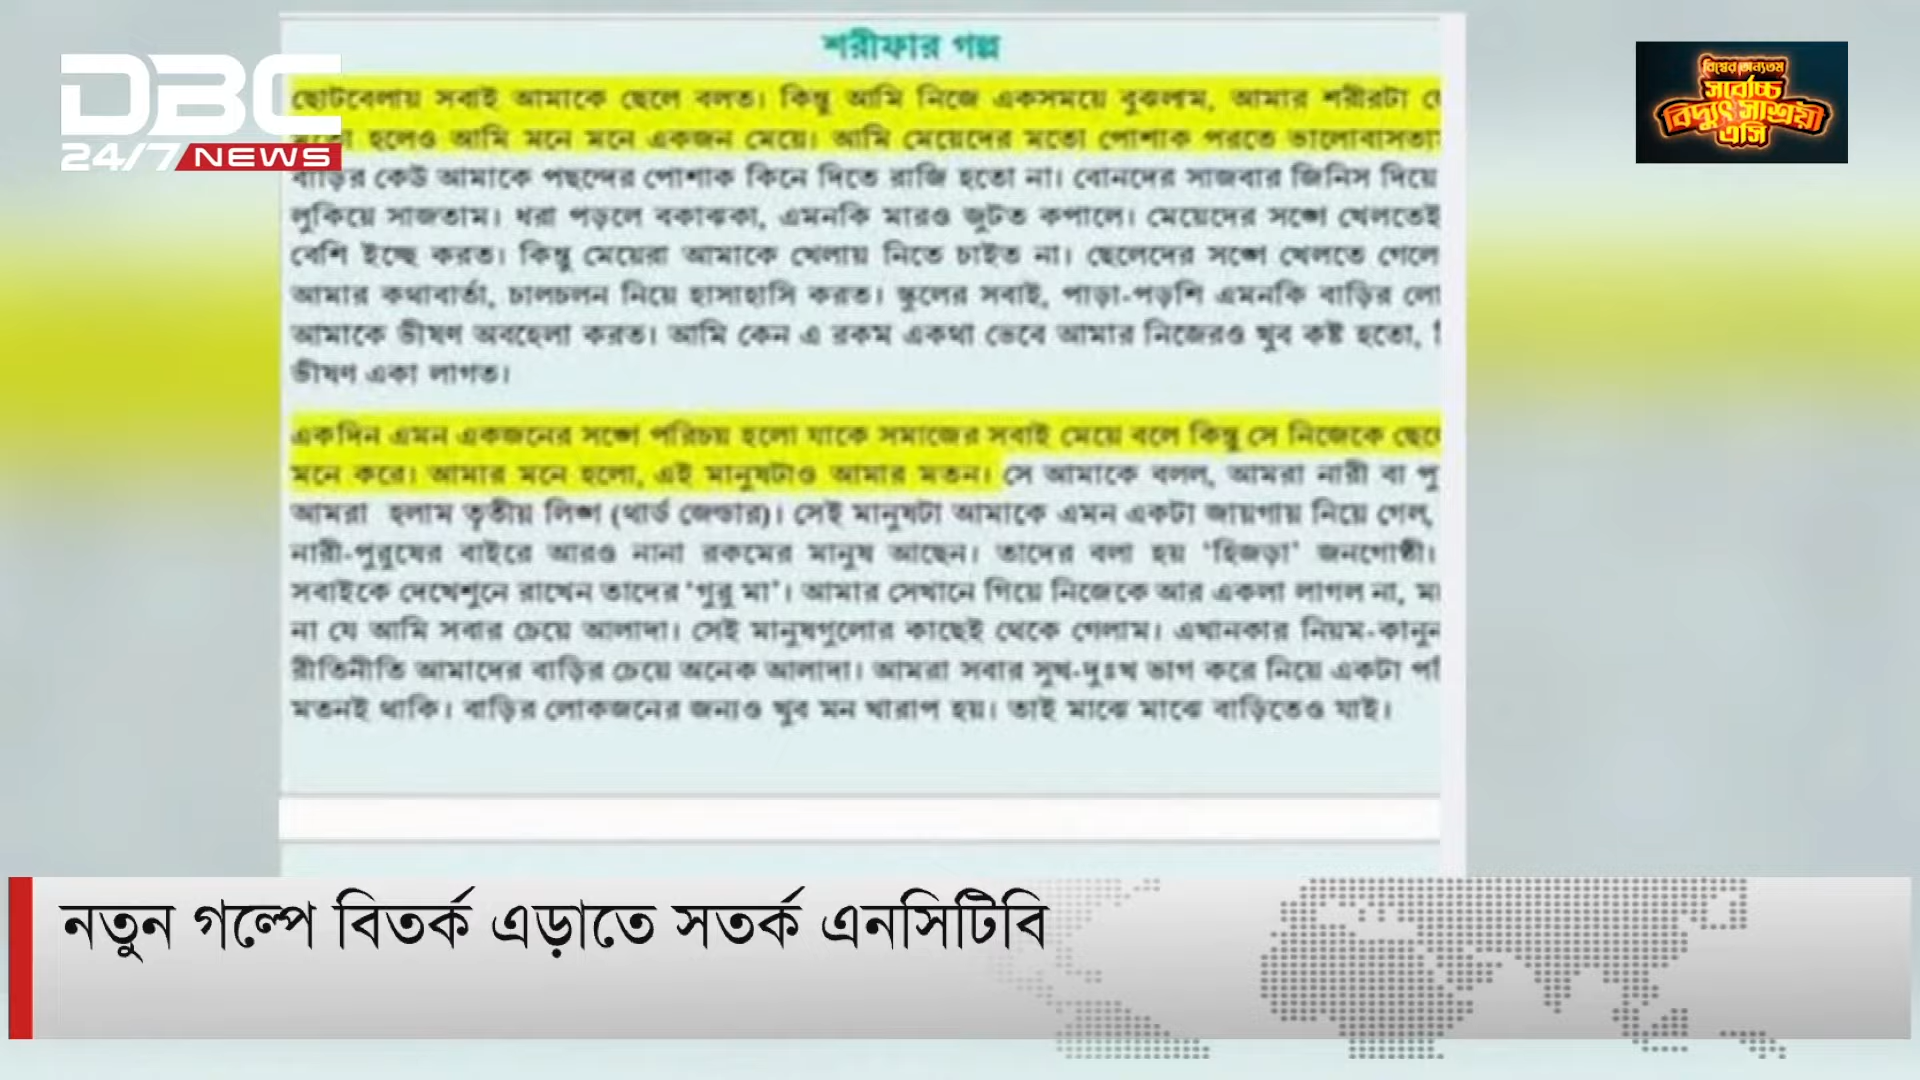 শরীফার গল্প
DBC
24/7 NEWS
বিশ্বের অন্যতম
সর্বোচ্চ
বিদ্যুৎ সাশ্রয়ী
এসি
ছোটবেলায় সবাই আমাকে ছেলে বলত। কিন্তু আমি নিজে একসময়ে বুঝলাম, আমার শরীরটা
হলেও আমি মনে মনে একজন মেয়ে। আমি মেয়েদের মতো পোশাক পরতে ভালোবাসতা
বাড়ির কেউ আমাকে পছন্দের পোশাক কিনে দিতে রাজি হতো না। বোনদের সাজবার জিনিস দিয়ে
লুকিয়ে সাজতাম। ধরা পড়লে বকাঝকা, এমনকি মারও জুটত কপালে। মেয়েদের সঙ্গে খেলতেই
বেশি ইচ্ছে করত। কিন্তু মেয়েরা আমাকে খেলায় নিতে চাইত না। ছেলেদের সঙ্গে খেলতে গেলে
আমার কথাবার্তা, চালচলন নিয়ে হাসাহাসি করত। স্কুলের সবাই, পাড়া-পড়শি এমনকি বাড়ির লো
আমাকে ভীষণ অবহেলা করত। আমি কেন এ রকম একথা ভেবে আমার নিজেরও খুব কষ্ট হতো,
ভীষণ একা লাগত।
একদিন এমন একজনের সঙ্গে পরিচয় হলো যাকে সমাজের সবাই মেয়ে বলে কিন্তু সে নিজেকে ছেলে
মনে করে। আমার মনে হলো, এই মানুষটাও আমার মতন। সে আমাকে বলল, আমরা নারী বা পু
আমরা হলাম তৃতীয় লিঙ্গ (থার্ড জেন্ডার)। সেই মানুষটা আমাকে এমন একটা জায়গায় নিয়ে গেল,
নারী-পুরুষের বাইরে আরও নানা রকমের মানুষ আছেন। তাদের বলা হয় ‘হিজড়া’ জনগোষ্ঠী।
সবাইকে দেখেশুনে রাখেন তাদের ‘গুরু মা’। আমার সেখানে গিয়ে নিজেকে আর একলা লাগল না, ম
না যে আমি সবার চেয়ে আলাদা। সেই মানুষগুলোর কাছেই থেকে গেলাম। এখানকার নিয়ম-কানুন
রীতিনীতি আমাদের বাড়ির চেয়ে অনেক আলাদা। আমরা সবার সুখ-দুঃখ ভাগ করে নিয়ে একটা
মতনই থাকি। বাড়ির লোকজনের জন্যও খুব মন খারাপ হয়। তাই মাঝে মাঝে বাড়িতেও যাই।
নতুন গল্পে বিতর্ক এড়াতে সতর্ক এনসিটিবি